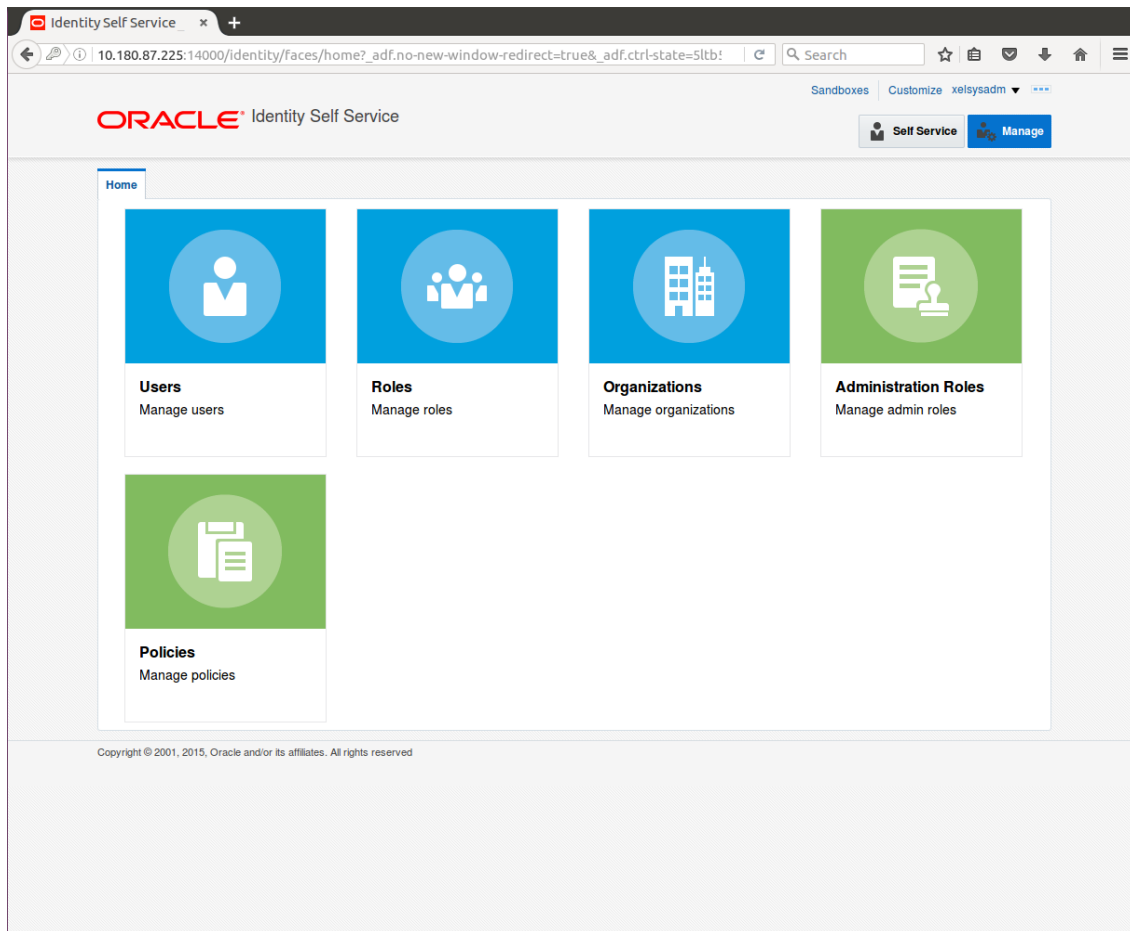 Identity Self Service_ × +
10.180.87.225:14000/identity/faces/home?_adf.no-new-window-redirect=true&_adf.ctrl-state=5ltb5 Search
Sandboxes Customize xelsysadm
ORACLE® Identity Self Service
Self Service Manage
Home
Users Roles Organizations Administration Roles
Manage users Manage roles Manage organizations Manage admin roles
Policies
Manage policies
Copyright © 2001, 2015, Oracle and/or its affiliates. All rights reserved